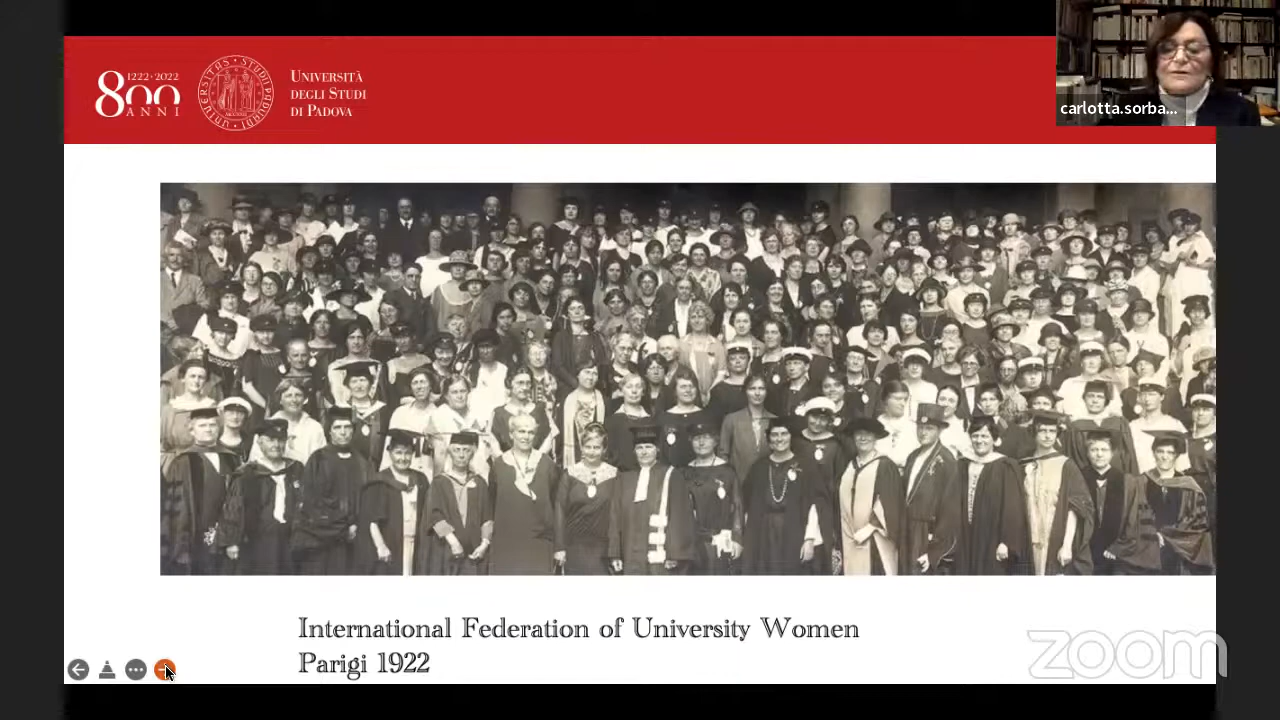 1222·2022
800
ANNI
UNIVERSITÀ
DEGLI STUDI
DI PADOVA
carlotta.sorba...
International Federation of University Women
Parigi 1922
zoom